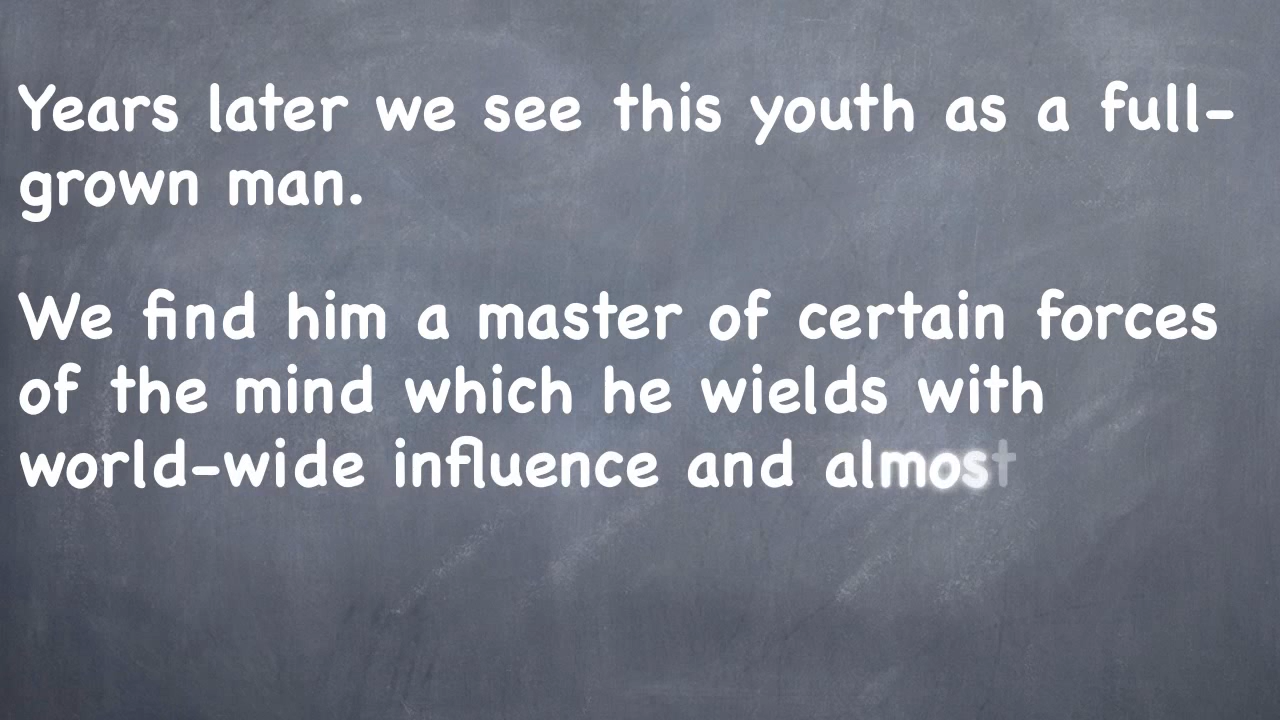 Years later we see this youth as a full-
grown man.
We find him a master of certain forces
of the mind which he wields with
world-wide influence and almost